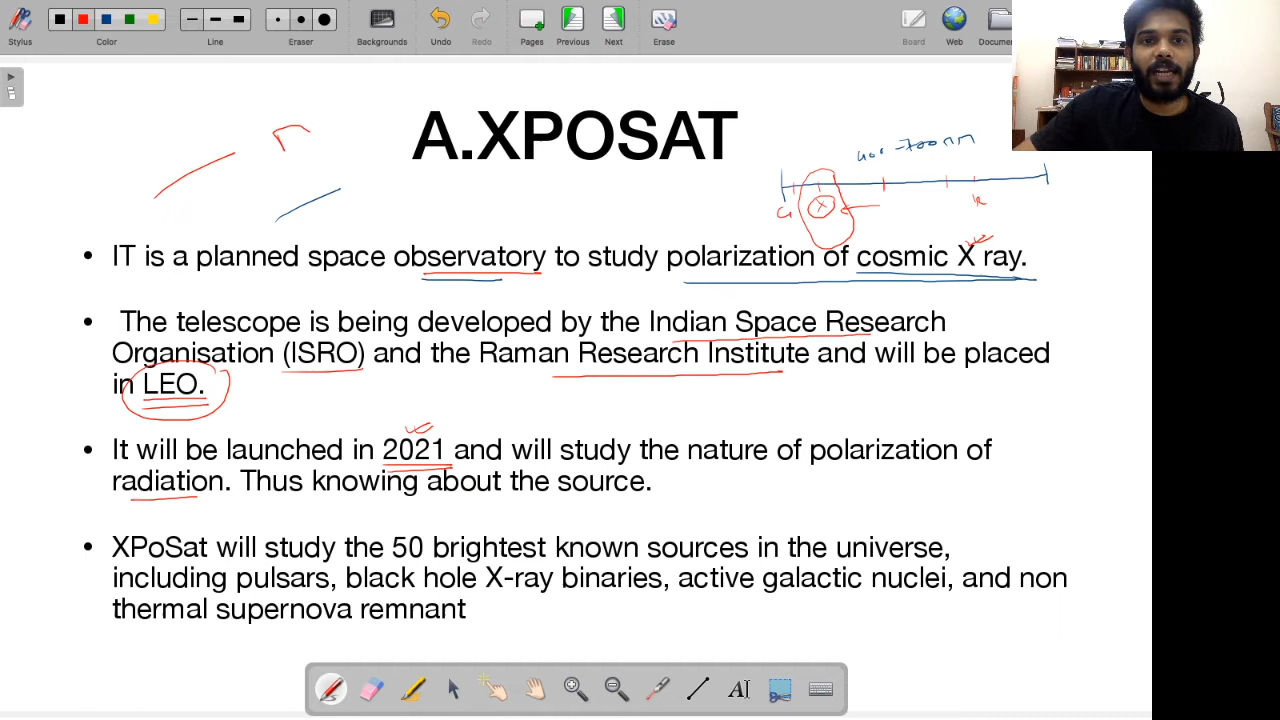 Stylus
Color
Line
Eraser
Backgrounds
Undo
Redo
Pages
Previous
Next
Erase
Board
Web
A.XPOSAT
400 -700nm
G
X
R
• IT is a planned space observatory to study polarization of cosmic X ray.
• The telescope is being developed by the Indian Space Research
Organisation (ISRO) and the Raman Research Institute and will be placed
in LEO.
• It will be launched in 2021 and will study the nature of polarization of
radiation. Thus knowing about the source.
• XPoSat will study the 50 brightest known sources in the universe,
including pulsars, black hole X-ray binaries, active galactic nuclei, and non
thermal supernova remnant